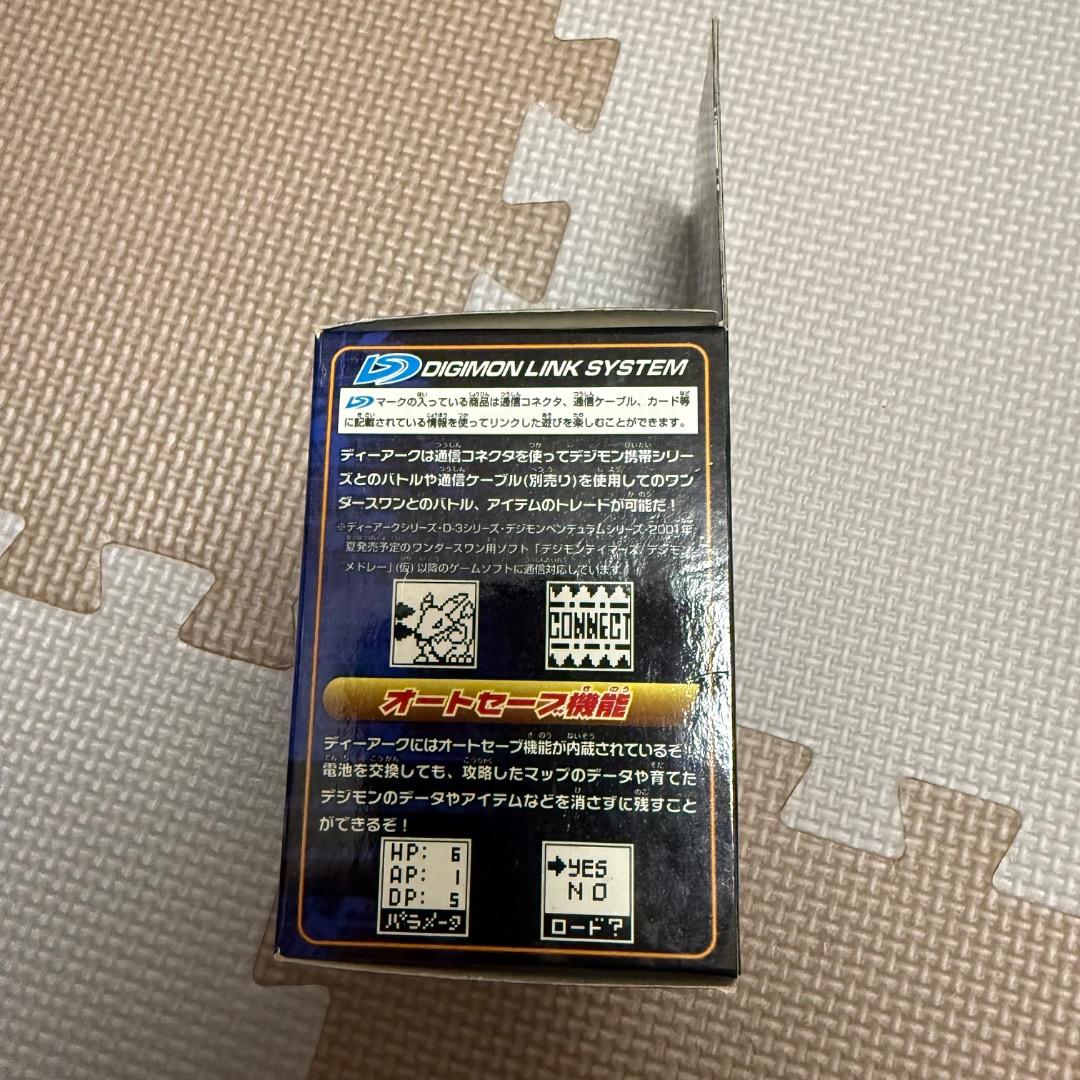 DIGIMON LINK SYSTEM
マークの入っている商品は通信コネクタ、通信ケーブル、カード等
に記載されている情報を使ってリンクした遊びを楽しむことができます。
ディーアークは通信コネクタを使ってデジモン携帯シリー
ズとのバトルや通信ケーブル(別売り)を使用してのワン
ダースワンとのバトル、アイテムのトレードが可能だ!
※ディーアークシリーズ・D-3シリーズ・デジモンペンデュラムシリーズ・2001年
夏発売予定のワンダースワン用ソフト「デジモンテイマーズ/デジモン
メドレー」(仮)以降のゲームソフトに通信対応しています。
CONNECT
オートセーブ機能
ディーアークにはオートセーブ機能が内蔵されているぞ!
電池を交換しても、攻略したマップのデータや育てた
デジモンのデータやアイテムなどを消さずに残すこと
ができるぞ!
HP: 6
AP: 1
DP: 5
パラメータ
YES
NO
ロード?